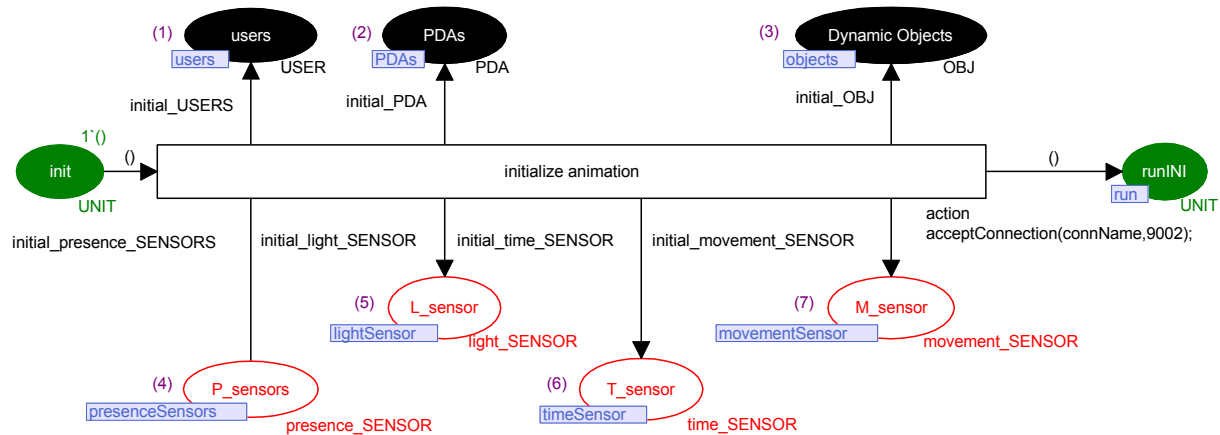 (1)
users
users
USER
(2)
PDAs
PDAs
PDA
(3)
Dynamic Objects
objects
OBJ
initial_USERS
initial_PDA
initial_OBJ
1`()
init
UNIT
()
initialize animation
()
runINI
run
UNIT
initial_presence_SENSORS
initial_light_SENSOR
initial_time_SENSOR
initial_movement_SENSOR
action
acceptConnection(connName,9002);
(5)
L_sensor
lightSensor
light_SENSOR
(7)
M_sensor
movementSensor
movement_SENSOR
(4)
P_sensors
presenceSensors
presence_SENSOR
(6)
T_sensor
timeSensor
time_SENSOR